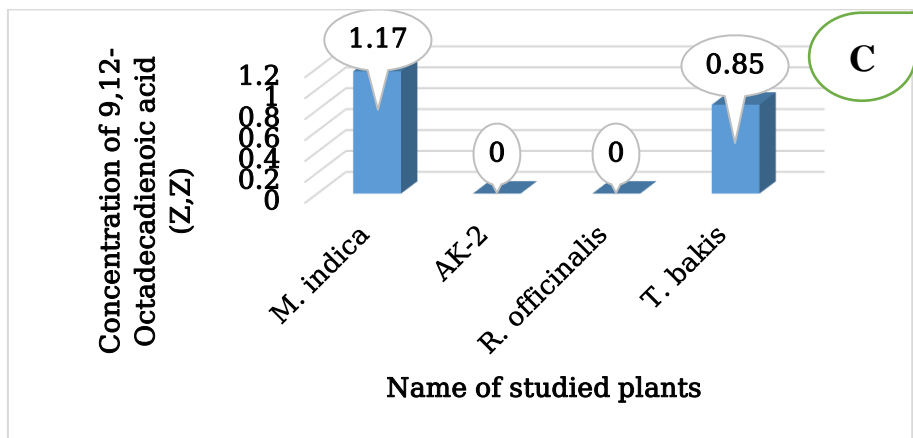 1.17
0.85
C
0
0
Concentration of 9,12-
Octadecadienoic acid
(Z,Z)
1.2
1
0.8
0.6
0.4
0.2
0
M. indica
AK-2
R. officinalis
T. bakis
Name of studied plants